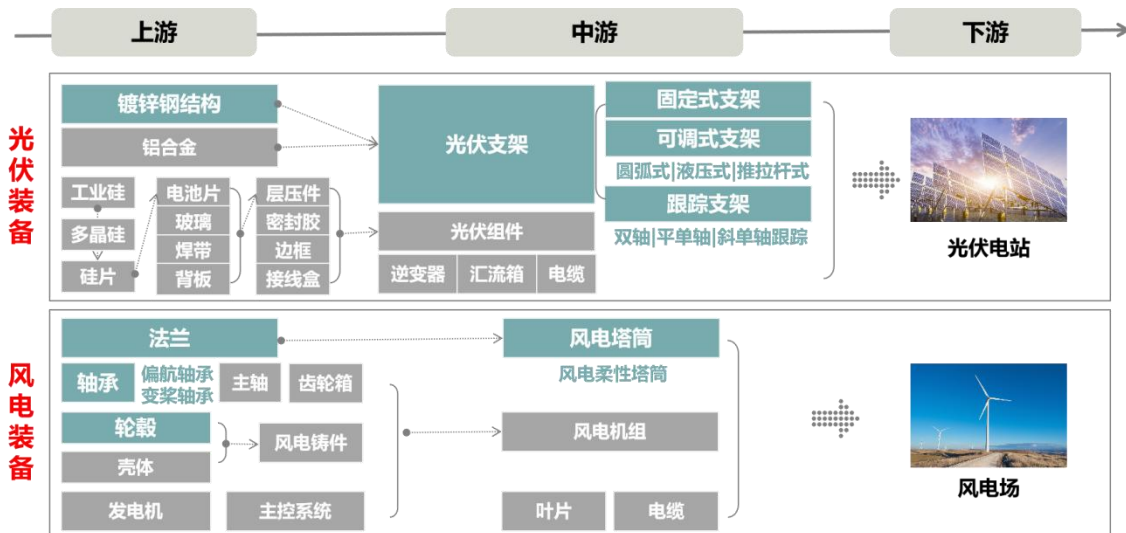 上游
中游
下游
光伏装备
镀锌钢结构
铝合金
工业硅
多晶硅
硅片
电池片
玻璃
焊带
背板
层压件
密封胶
边框
接线盒
光伏支架
光伏组件
逆变器
汇流箱
电缆
固定式支架
可调式支架
圆弧式|液压式|推拉杆式
跟踪支架
双轴|平单轴|斜单轴跟踪
光伏电站
风电装备
法兰
轴承
偏航轴承
变桨轴承
主轴
齿轮箱
轮毂
壳体
风电铸件
发电机
主控系统
风电塔筒
风电柔性塔筒
风电机组
叶片
电缆
风电场